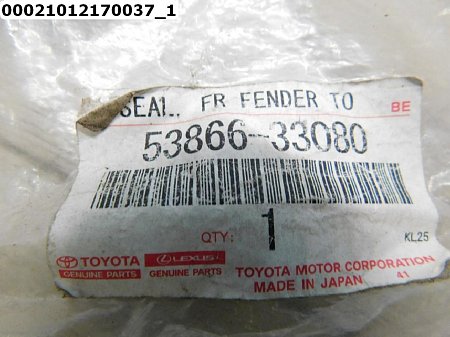 00021012170037_1
SEAL, FR FENDER TO
BE
53866-33080
QTY: 1
KL25
TOYOTA
GENUINE PARTS
LEXUS
GENUINE PARTS
TOYOTA MOTOR CORPORATION
MADE IN JAPAN 41